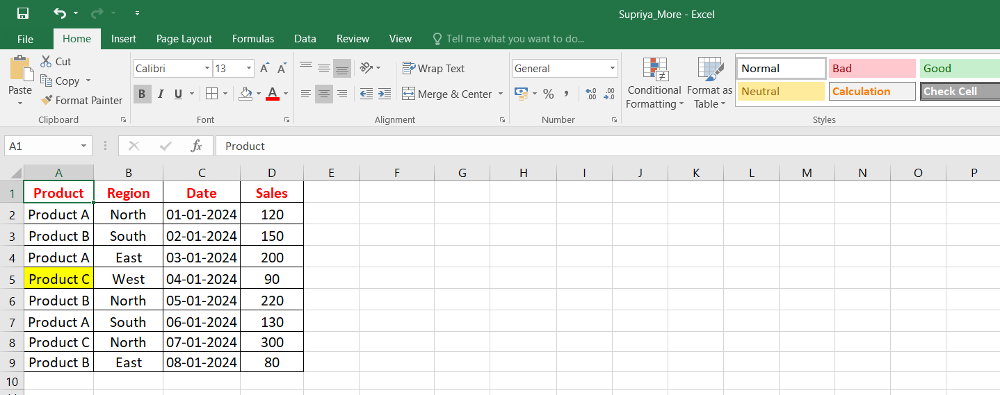 Supriya_More - Excel
File Home Insert Page Layout Formulas Data Review View Tell me what you want to do...
Paste
Cut
Copy
Format Painter
Clipboard
Calibri 13
B I U
Font
Wrap Text
Merge & Center
Alignment
General
%
Number
Conditional Formatting
Format as Table
Normal Bad Good
Neutral Calculation Check Cell
Styles
A1 fx Product
A B C D E F G H I J K L M N O P
1 Product Region Date Sales
2 Product A North 01-01-2024 120
3 Product B South 02-01-2024 150
4 Product A East 03-01-2024 200
5 Product C West 04-01-2024 90
6 Product B North 05-01-2024 220
7 Product A South 06-01-2024 130
8 Product C North 07-01-2024 300
9 Product B East 08-01-2024 80
10